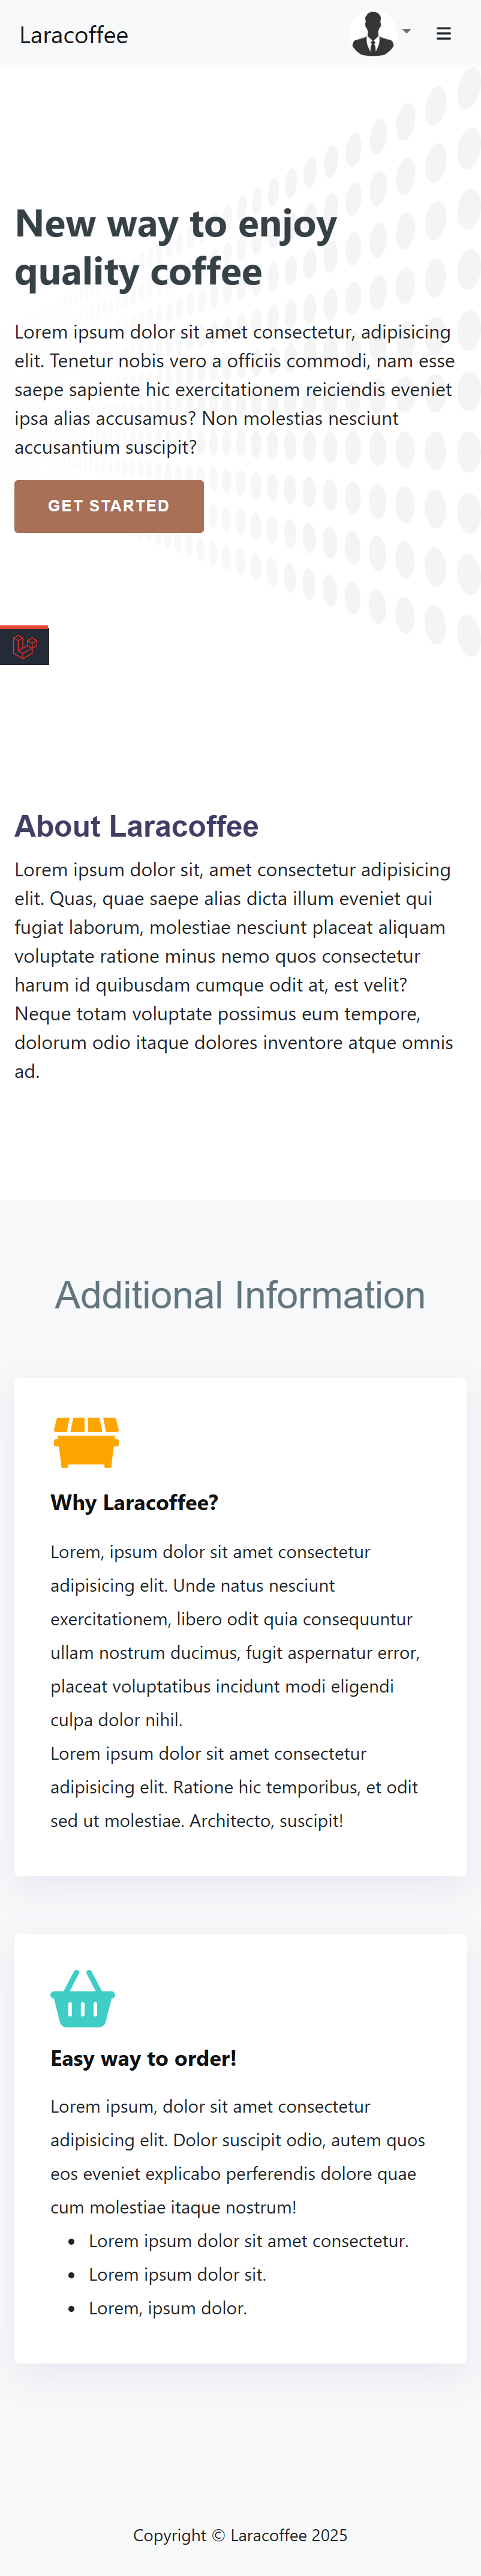 Laracoffee
New way to enjoy
quality coffee
Lorem ipsum dolor sit amet consectetur, adipisicing
elit. Tenetur nobis vero a officiis commodi, nam esse
saepe sapiente hic exercitationem reiciendis eveniet
ipsa alias accusamus? Non molestias nesciunt
accusantium suscipit?
GET STARTED
About Laracoffee
Lorem ipsum dolor sit, amet consectetur adipisicing
elit. Quas, quae saepe alias dicta illum eveniet qui
fugiat laborum, molestiae nesciunt placeat aliquam
voluptate ratione minus nemo quos consectetur
harum id quibusdam cumque odit at, est velit?
Neque totam voluptate possimus eum tempore,
dolorum odio itaque dolores inventore atque omnis
ad.
Additional Information
Why Laracoffee?
Lorem, ipsum dolor sit amet consectetur
adipisicing elit. Unde natus nesciunt
exercitationem, libero odit quia consequuntur
ullam nostrum ducimus, fugit aspernatur error,
placeat voluptatibus incidunt modi eligendi
culpa dolor nihil.
Lorem ipsum dolor sit amet consectetur
adipisicing elit. Ratione hic temporibus, et odit
sed ut molestiae. Architecto, suscipit!
Easy way to order!
Lorem ipsum, dolor sit amet consectetur
adipisicing elit. Dolor suscipit odio, autem quos
eos eveniet explicabo perferendis dolore quae
cum molestiae itaque nostrum!
• Lorem ipsum dolor sit amet consectetur.
• Lorem ipsum dolor sit.
• Lorem, ipsum dolor.
Copyright © Laracoffee 2025